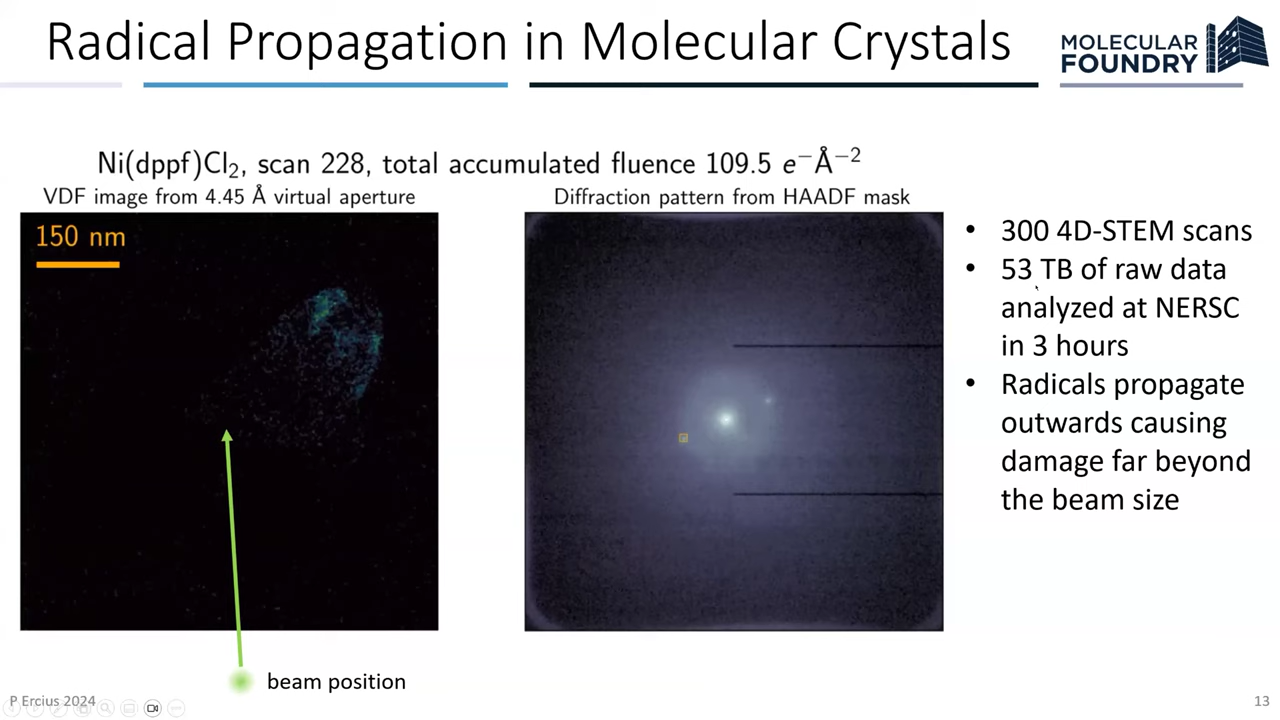 Radical Propagation in Molecular Crystals
MOLECULAR
FOUNDRY
Ni(dppf)Cl₂, scan 228, total accumulated fluence 109.5 e⁻Å⁻²
VDF image from 4.45 Å virtual aperture
Diffraction pattern from HAADF mask
150 nm
• 300 4D-STEM scans
• 53 TB of raw data
analyzed at NERSC
in 3 hours
• Radicals propagate
outwards causing
damage far beyond
the beam size
beam position
P Ercius 2024
13